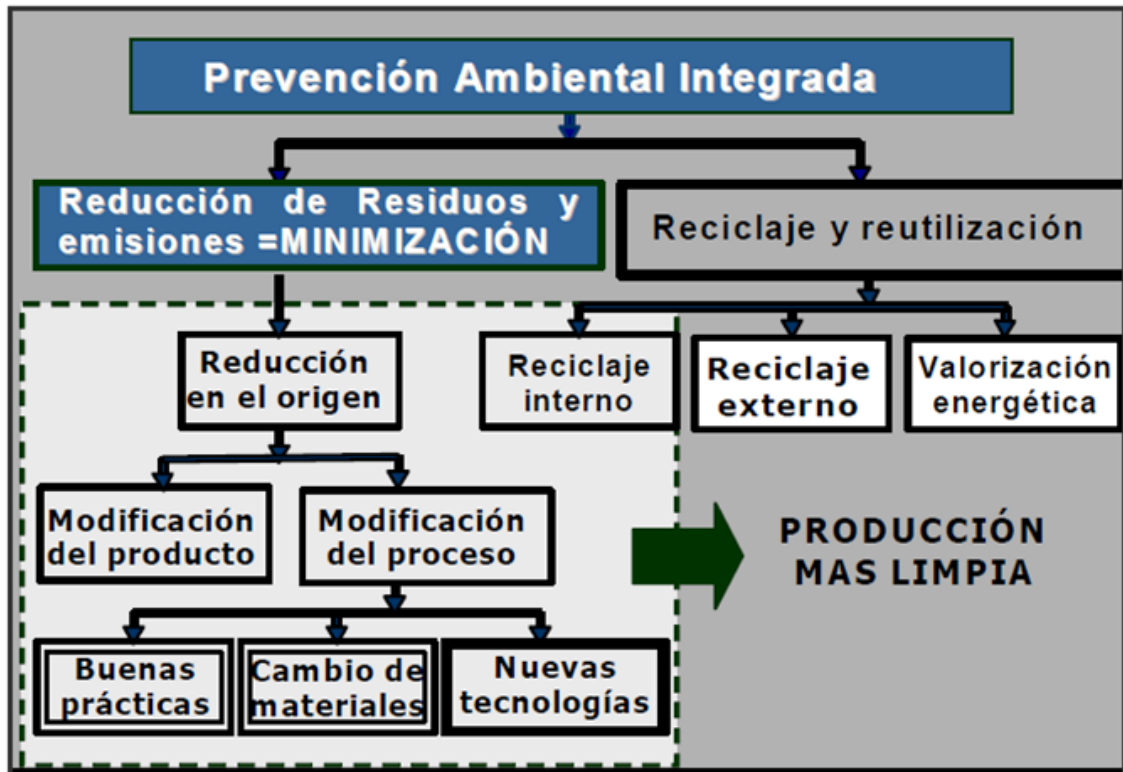 Prevención Ambiental Integrada
Reducción de Residuos y
emisiones =MINIMIZACIÓN
Reciclaje y reutilización
Reducción
en el origen
Reciclaje
interno
Reciclaje
externo
Valorización
energética
Modificación
del producto
Modificación
del proceso
PRODUCCIÓN
MAS LIMPIA
Buenas
prácticas
Cambio de
materiales
Nuevas
tecnologías